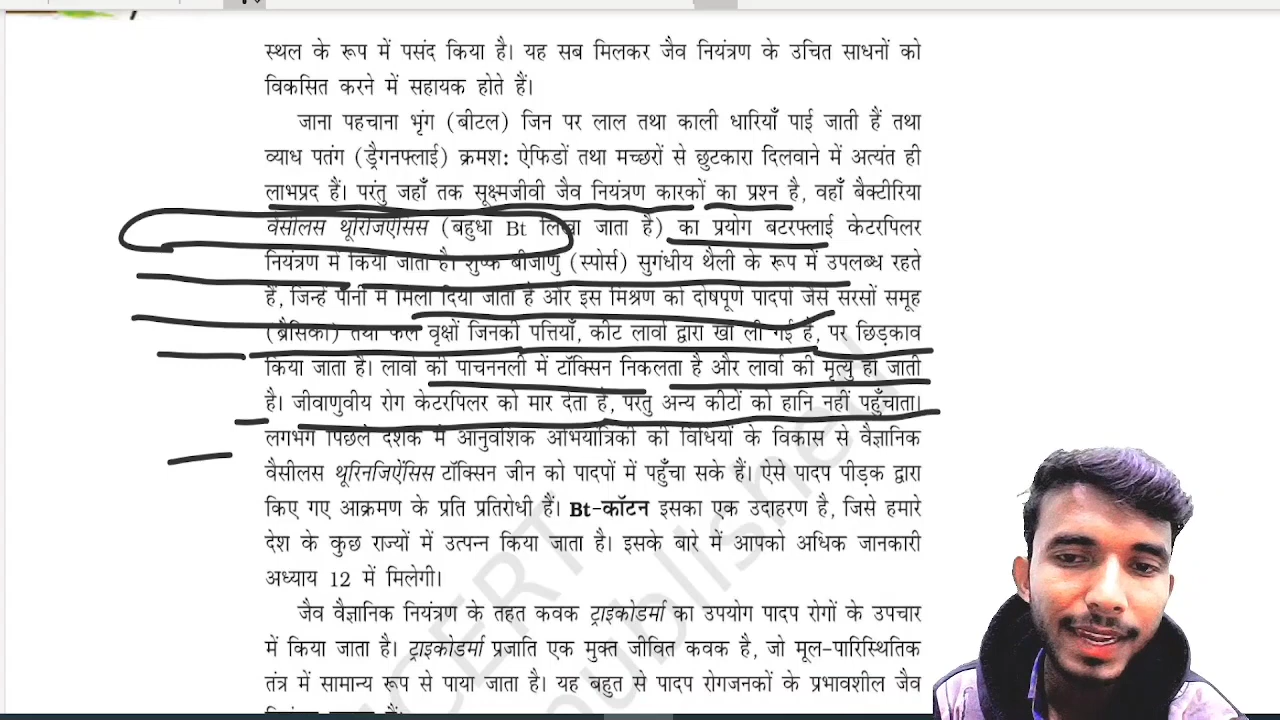 स्थल के रूप में पसंद किया है। यह सब मिलकर जैव नियंत्रण के उचित साधनों को
विकसित करने में सहायक होते हैं।
जाना पहचाना भृंग (बीटल) जिन पर लाल तथा काली धारियाँ पाई जाती हैं तथा
व्याध पतंग (ड्रैगनफ्लाई) क्रमश: ऐफिडों तथा मच्छरों से छुटकारा दिलवाने में अत्यंत ही
लाभप्रद हैं। परंतु जहाँ तक सूक्ष्मजीवी जैव नियंत्रण कारकों का प्रश्न है, वहाँ बैक्टीरिया
वैसीलस थूरिजिऐंसिस (बहुधा Bt लिखा जाता है) का प्रयोग बटरफ्लाई केटरपिलर
नियंत्रण में किया जाता है। शुष्क बीजाणु (स्पोर्स) सुगंधीय थैली के रूप में उपलब्ध रहते
हैं, जिन्हें पानी में मिला दिया जाता है और इस मिश्रण को दोषपूर्ण पादपों जैसे सरसों समूह
(ब्रैसिका) तथा फल वृक्षों जिनकी पत्तियाँ, कीट लार्वा द्वारा खा ली गई है, पर छिड़काव
किया जाता है। लार्वा की पाचननली में टॉक्सिन निकलता है और लार्वा की मृत्यु हो जाती
है। जीवाणुवीय रोग केटरपिलर को मार देता है, परंतु अन्य कीटों को हानि नहीं पहुँचाता।
लगभग पिछले दशक में आनुवंशिक अभियांत्रिकी की विधियों के विकास से वैज्ञानिक
वैसीलस थूरिनजिऐंसिस टॉक्सिन जीन को पादपों में पहुँचा सके हैं। ऐसे पादप पीड़क द्वारा
किए गए आक्रमण के प्रति प्रतिरोधी हैं। Bt-कॉटन इसका एक उदाहरण है, जिसे हमारे
देश के कुछ राज्यों में उत्पन्न किया जाता है। इसके बारे में आपको अधिक जानकारी
अध्याय 12 में मिलेगी।
जैव वैज्ञानिक नियंत्रण के तहत कवक ट्राइकोडर्मा का उपयोग पादप रोगों के उपचार
में किया जाता है। ट्राइकोडर्मा प्रजाति एक मुक्त जीवित कवक है, जो मूल-पारिस्थितिक
तंत्र में सामान्य रूप से पाया जाता है। यह बहुत से पादप रोगजनकों के प्रभावशील जैव